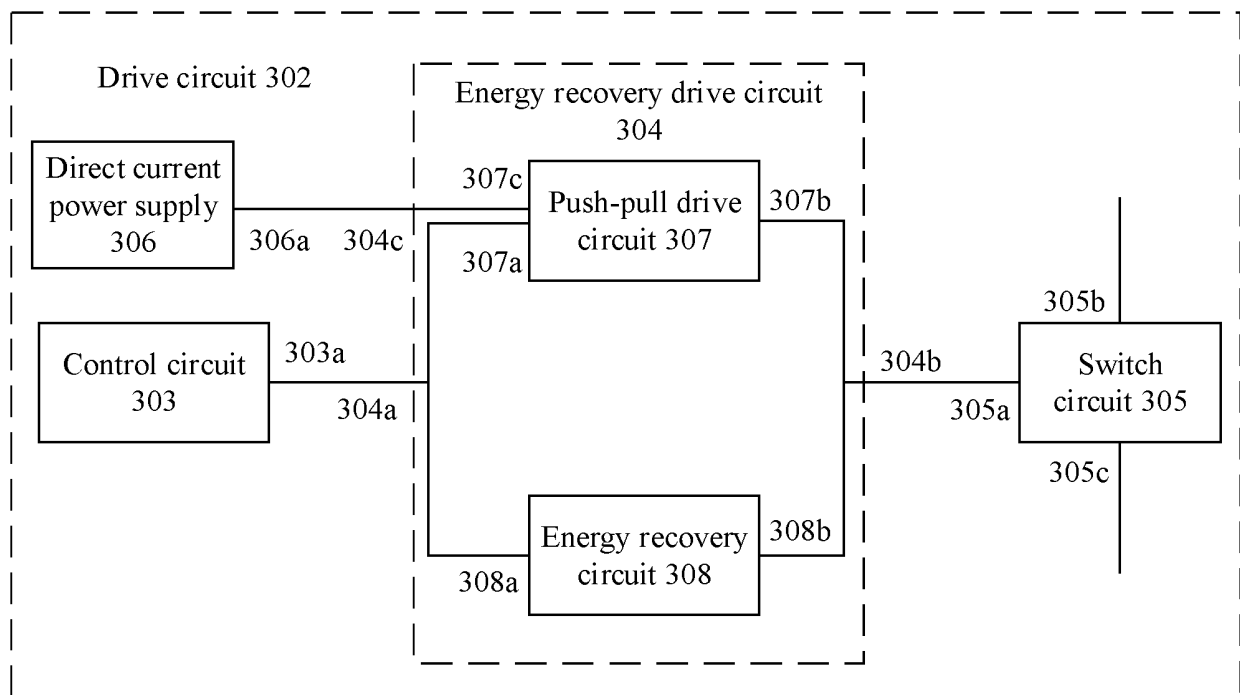 Drive circuit 302
Energy recovery drive circuit
304
Direct current
power supply
306
306a
304c
307c
307a
Push-pull drive
circuit 307
307b
Control circuit
303
303a
304a
304b
305a
305b
Switch
circuit 305
305c
Energy recovery
circuit 308
308a
308b